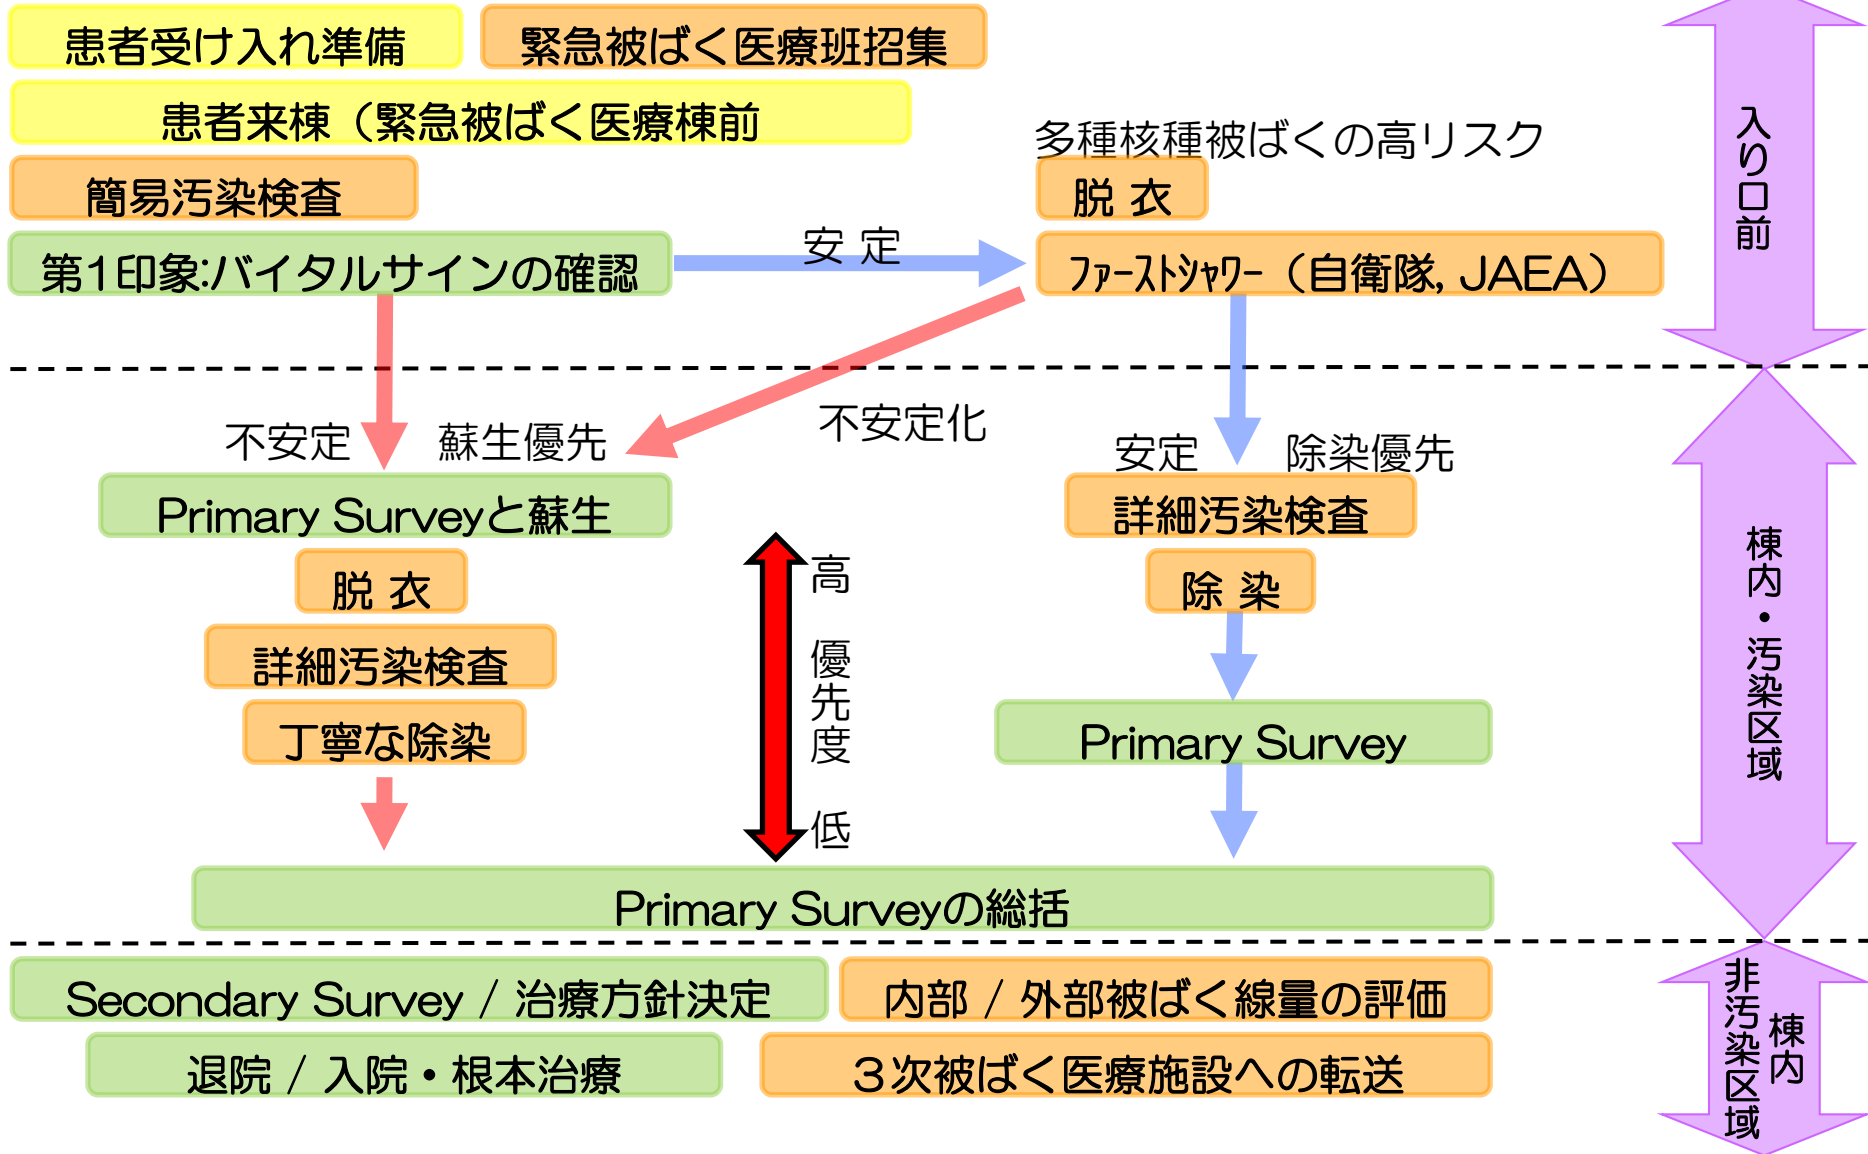 患者受け入れ準備
緊急被ばく医療班招集
患者来棟（緊急被ばく医療棟前
多種核種被ばくの高リスク
簡易汚染検査
脱 衣
第1印象:バイタルサインの確認
安 定
ﾌｧｰｽﾄｼｬﾜｰ（自衛隊, JAEA）
入り口前
不安定
蘇生優先
不安定化
安定
除染優先
Primary Surveyと蘇生
詳細汚染検査
脱 衣
除 染
詳細汚染検査
丁寧な除染
高 優先度 低
Primary Survey
棟内・汚染区域
Primary Surveyの総括
Secondary Survey / 治療方針決定
内部 / 外部被ばく線量の評価
退院 / 入院・根本治療
３次被ばく医療施設への転送
棟内
非汚染区域